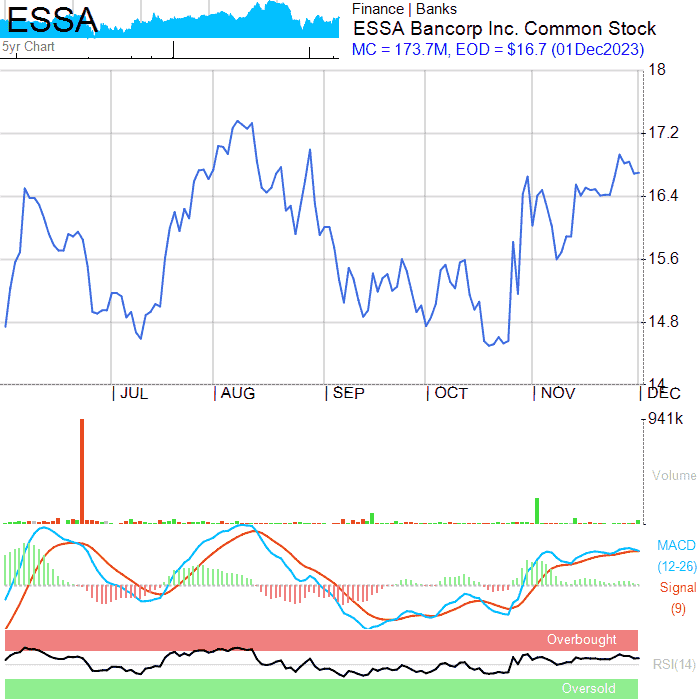 ESSA
5yr Chart
Finance | Banks
ESSA Bancorp Inc. Common Stock
MC = 173.7M, EOD = $16.7 (01Dec2023)
18
17.2
16.4
15.6
14.8
14
JUL AUG SEP OCT NOV DEC
941k
Volume
MACD
(12-26)
Signal
(9)
Overbought
RSI(14)
Oversold